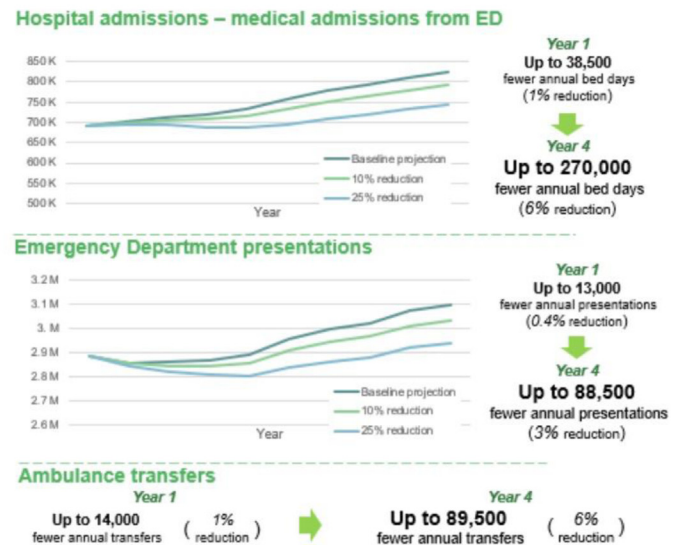 Hospital admissions – medical admissions from ED
850 K
800 K
750 K
700 K
650 K
600 K
550 K
500 K
Baseline projection
10% reduction
25% reduction
Year
Year 1
Up to 38,500
fewer annual bed days
(1% reduction)
Year 4
Up to 270,000
fewer annual bed days
(6% reduction)
Emergency Department presentations
3.2 M
3.1 M
3. M
2.9 M
2.8 M
2.7 M
2.6 M
Baseline projection
10% reduction
25% reduction
Year
Year 1
Up to 13,000
fewer annual presentations
(0.4% reduction)
Year 4
Up to 88,500
fewer annual presentations
(3% reduction)
Ambulance transfers
Year 1
Up to 14,000
fewer annual transfers
( 1%
reduction )
Year 4
Up to 89,500
fewer annual transfers
( 6%
reduction )